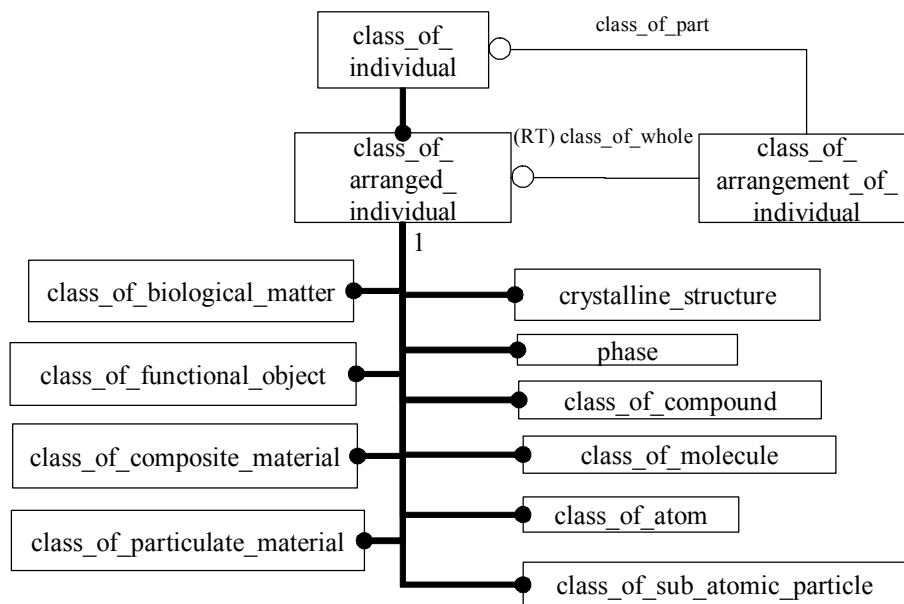 class_of_
individual
class_of_part
class_of_
arranged_
individual
(RT) class_of_whole
class_of_
arrangement_of_
individual
1
class_of_biological_matter
crystalline_structure
phase
class_of_functional_object
class_of_compound
class_of_composite_material
class_of_molecule
class_of_atom
class_of_particulate_material
class_of_sub_atomic_particle